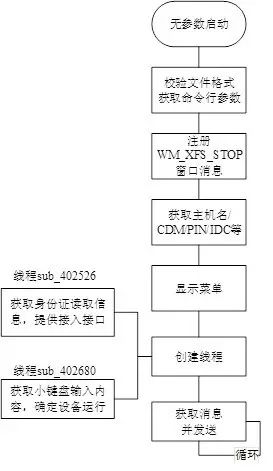 无参数启动
校验文件格式
获取命令行参数
注册
WM_XFS_STOP
窗口消息
获取主机名/
CDM/PIN/IDC等
显示菜单
线程sub_402526
获取身份证读取信
息，提供接入接口
创建线程
线程sub_402680
获取小键盘输入内
容，确定设备运行
获取消息
并发送
循环